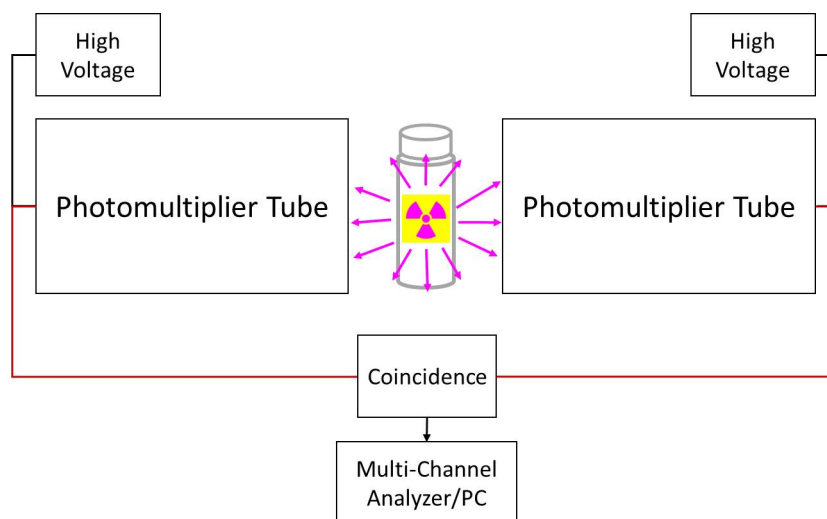 High
Voltage
High
Voltage
Photomultiplier Tube
Photomultiplier Tube
Coincidence
Multi-Channel
Analyzer/PC